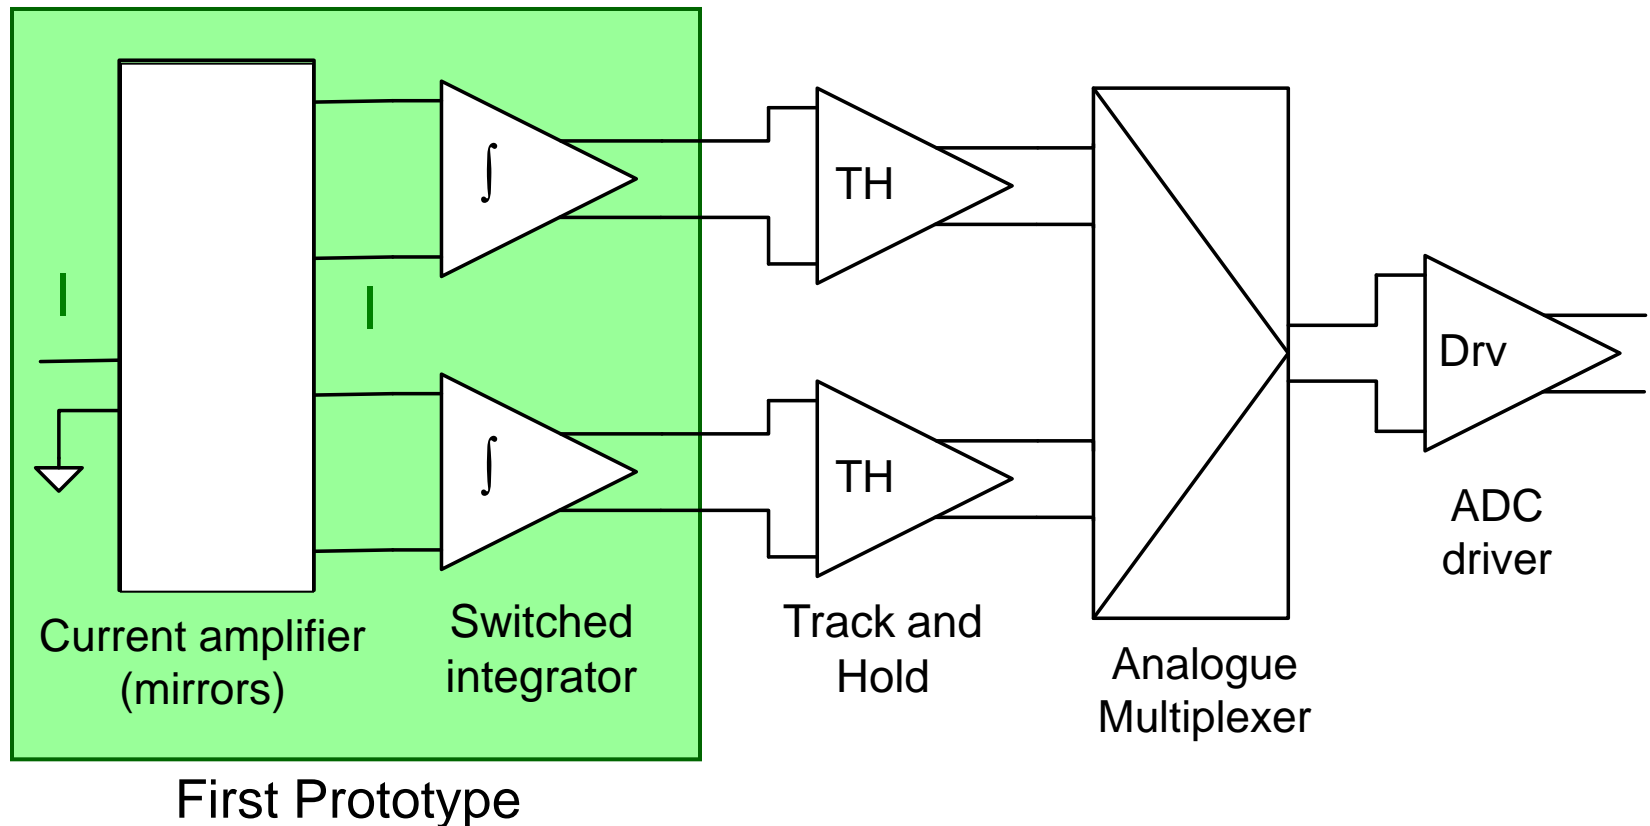 I
I
∫
∫
TH
TH
Drv
Current amplifier
(mirrors)
Switched
integrator
Track and
Hold
Analogue
Multiplexer
ADC
driver
First Prototype